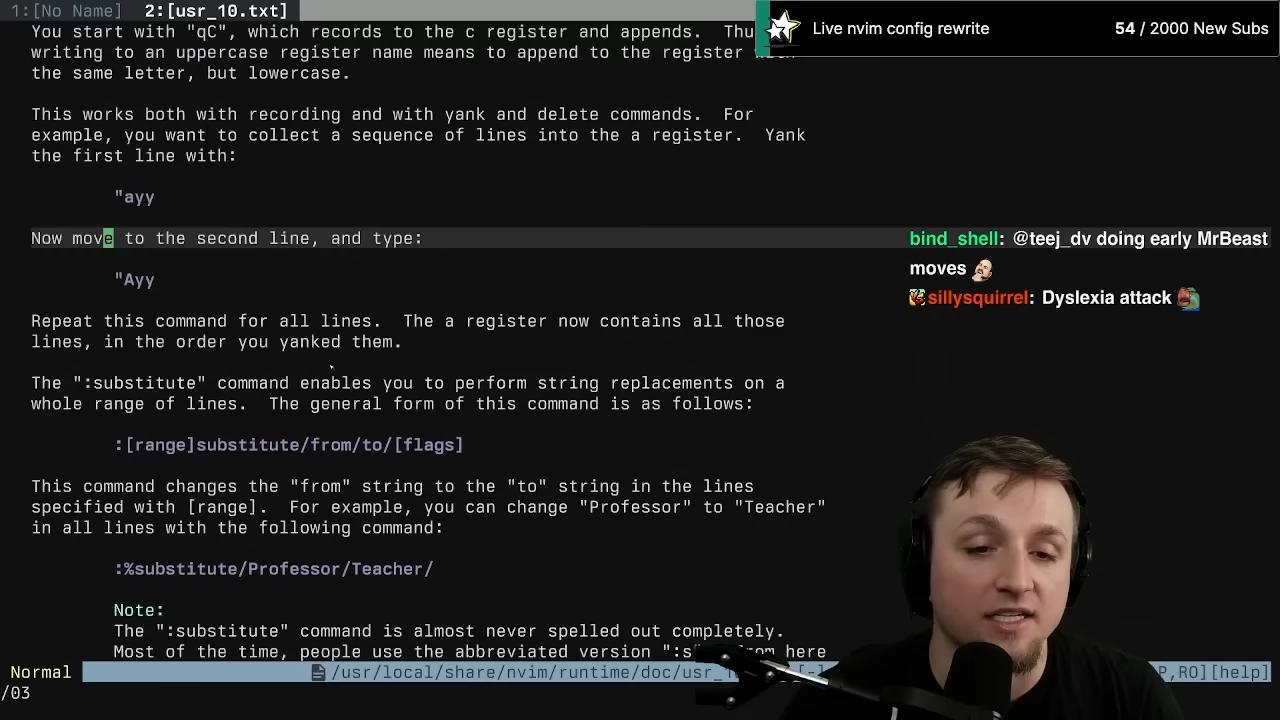 1:[No Name]  2:[usr_10.txt]
Live nvim config rewrite
54 / 2000 New Subs
You start with "qC", which records to the c register and appends.
writing to an uppercase register name means to append to the register
the same letter, but lowercase.
This works both with recording and with yank and delete commands.  For
example, you want to collect a sequence of lines into the a register.  Yank
the first line with:
"ayy
Now move to the second line, and type:
"Ayy
Repeat this command for all lines.  The a register now contains all those
lines, in the order you yanked them.
The ":substitute" command enables you to perform string replacements on a
whole range of lines.  The general form of this command is as follows:
:[range]substitute/from/to/[flags]
This command changes the "from" string to the "to" string in the lines
specified with [range].  For example, you can change "Professor" to "Teacher"
in all lines with the following command:
:%substitute/Professor/Teacher/
Note:
The ":substitute" command is almost never spelled out completely.
Most of the time, people use the abbreviated version ":s from here
bind_shell: @teej_dv doing early MrBeast
moves
sillysquirrel: Dyslexia attack
Normal
/usr/local/share/nvim/runtime/doc/usr_1 [-] P,RO][help]
/03